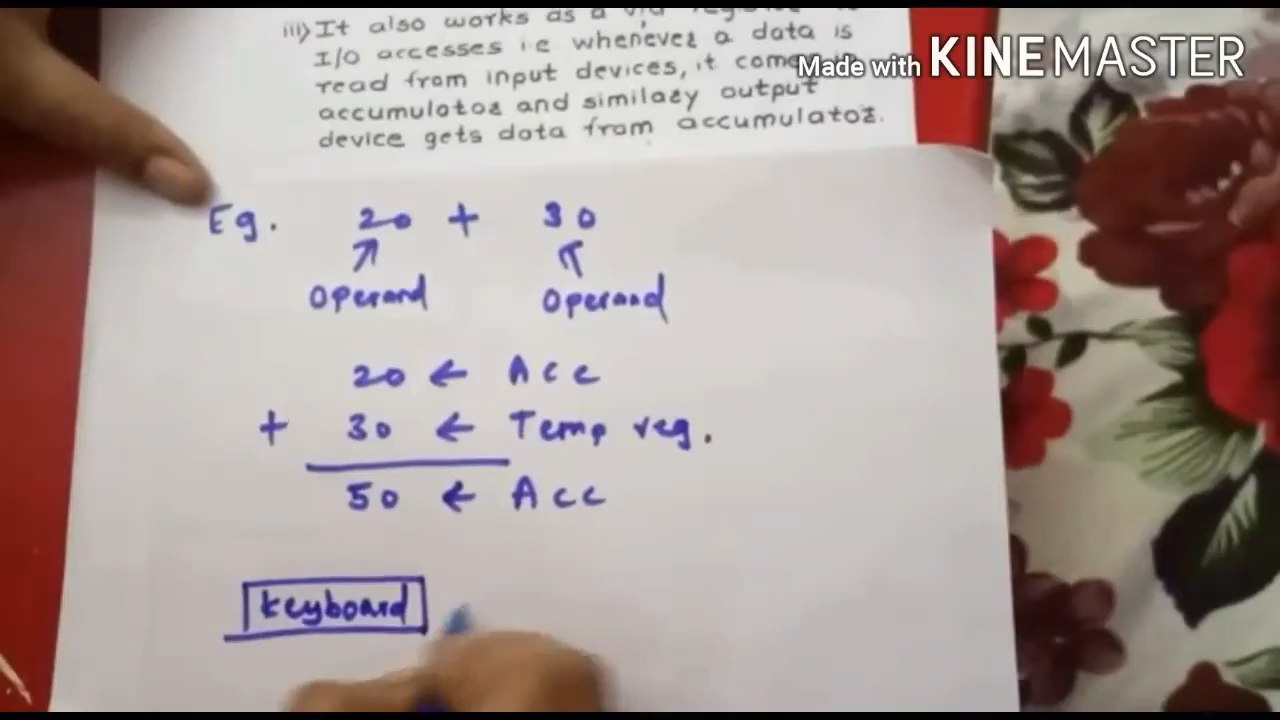 iii) It also works as a
I/O accesses i.e whenever a data is
read from input devices, it comes
accumulator and similary output
device gets data from accumulator.
Made with KINEMASTER
Eg. 20 + 30
Operand Operand
20 ← Acc
+ 30 ← Temp reg.
50 ← Acc
keyboard